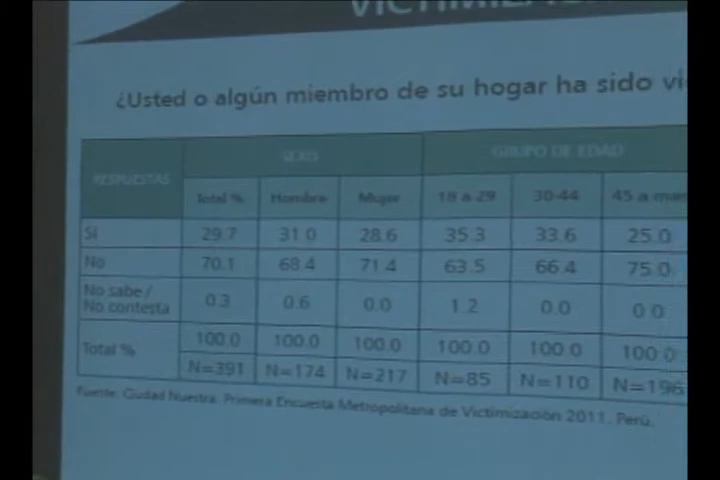 ¿Usted o algún miembro de su hogar ha sido
RESPUESTAS SEXO GRUPO DE EDAD
Total % Hombre Mujer 18 a 29 30-44 45 a
Sí 29.7 31.0 28.6 35.3 33.6 25.0
No 70.1 68.4 71.4 63.5 66.4 75.0
No sabe /
No contesta 0.3 0.6 0.0 1.2 0.0 0.0
Total % 100.0 100.0 100.0 100.0 100.0 100.0
N=391 N=174 N=217 N=85 N=110 N=196
Fuente: Ciudad Nuestra. Primera Encuesta Metropolitana de Victimización 2011. Perú.